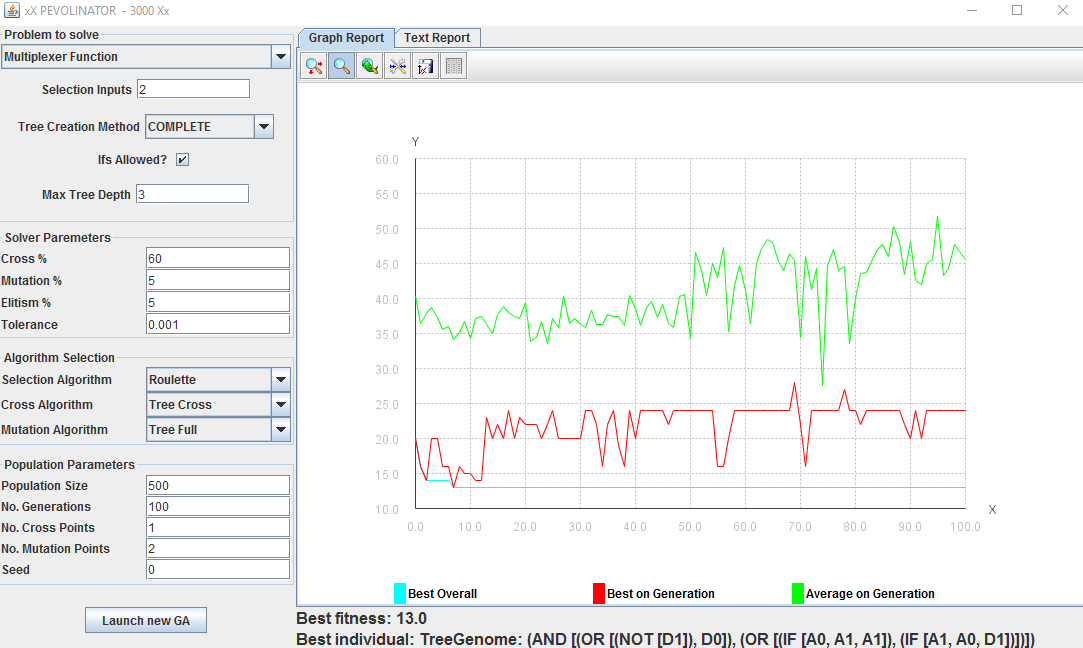 xX PEVOLINATOR - 3000 Xx
Problem to solve
Multiplexer Function
Selection Inputs 2
Tree Creation Method COMPLETE
Ifs Allowed?
Max Tree Depth 3
Solver Paremeters
Cross % 60
Mutation % 5
Elitism % 5
Tolerance 0.001
Algorithm Selection
Selection Algorithm Roulette
Cross Algorithm Tree Cross
Mutation Algorithm Tree Full
Population Parameters
Population Size 500
No. Generations 100
No. Cross Points 1
No. Mutation Points 2
Seed 0
Launch new GA
Graph Report Text Report
Y
60.0
55.0
50.0
45.0
40.0
35.0
30.0
25.0
20.0
15.0
10.0
0.0 10.0 20.0 30.0 40.0 50.0 60.0 70.0 80.0 90.0 100.0
X
Best Overall Best on Generation Average on Generation
Best fitness: 13.0
Best individual: TreeGenome: (AND [(OR [(NOT [D1]), D0]), (OR [(IF [A0, A1, A1]), (IF [A1, A0, D1])])])